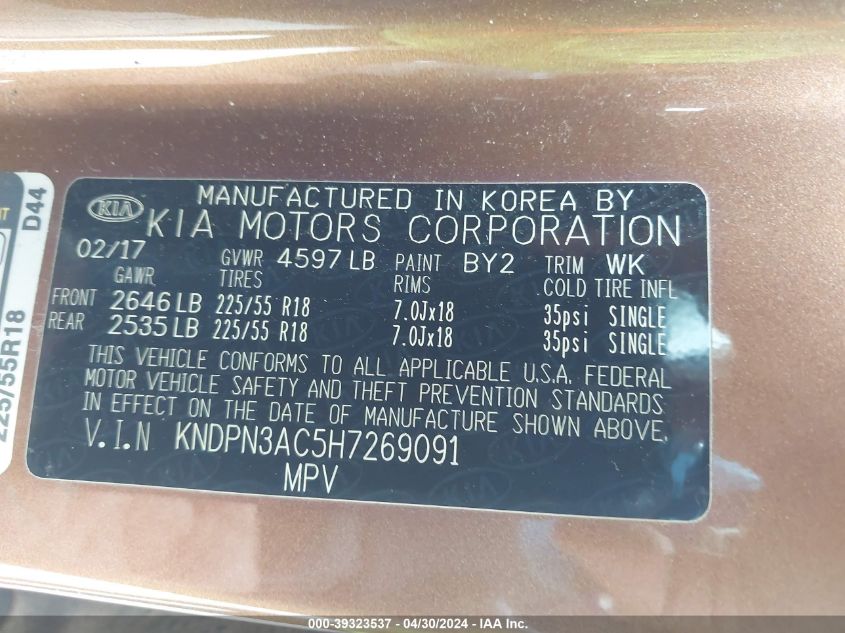 MANUFACTURED IN KOREA BY
KIA KIA MOTORS CORPORATION
02/17 GVWR 4597 LB PAINT BY2 TRIM WK
GAWR TIRES RIMS COLD TIRE INFL
FRONT 2646 LB 225/55 R18 7.0Jx18 35psi SINGLE
REAR 2535 LB 225/55 R18 7.0Jx18 35psi SINGLE
THIS VEHICLE CONFORMS TO ALL APPLICABLE U.S.A. FEDERAL
MOTOR VEHICLE SAFETY AND THEFT PREVENTION STANDARDS
IN EFFECT ON THE DATE OF MANUFACTURE SHOWN ABOVE.
V.I.N KNDPN3AC5H7269091
MPV
D44
225/55R18
000-39323537 - 04/30/2024 - IAA Inc.